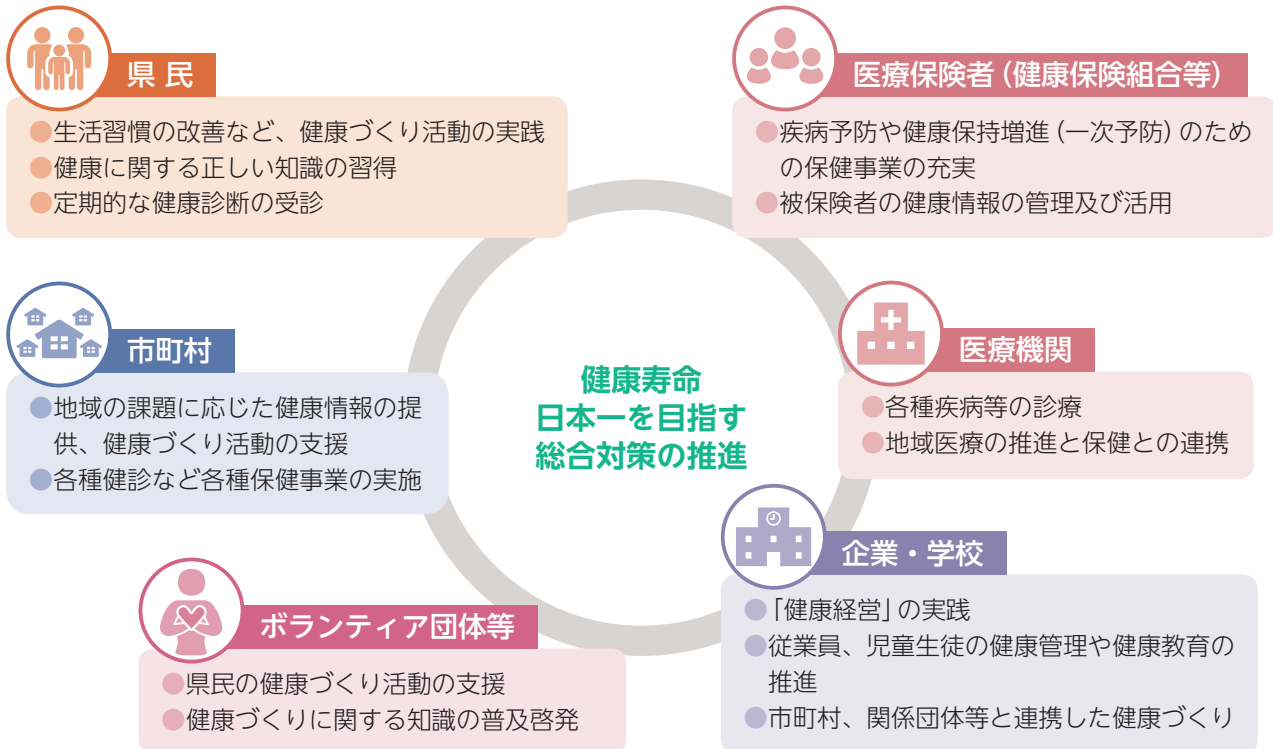 県民
●生活習慣の改善など、健康づくり活動の実践
●健康に関する正しい知識の習得
●定期的な健康診断の受診
医療保険者（健康保険組合等）
●疾病予防や健康保持増進（一次予防）のため
の保健事業の充実
●被保険者の健康情報の管理及び活用
市町村
●地域の課題に応じた健康情報の提
供、健康づくり活動の支援
●各種健診など各種保健事業の実施
健康寿命
日本一を目指す
総合対策の推進
医療機関
●各種疾病等の診療
●地域医療の推進と保健との連携
ボランティア団体等
●県民の健康づくり活動の支援
●健康づくりに関する知識の普及啓発
企業・学校
●「健康経営」の実践
●従業員、児童生徒の健康管理や健康教育の
推進
●市町村、関係団体等と連携した健康づくり